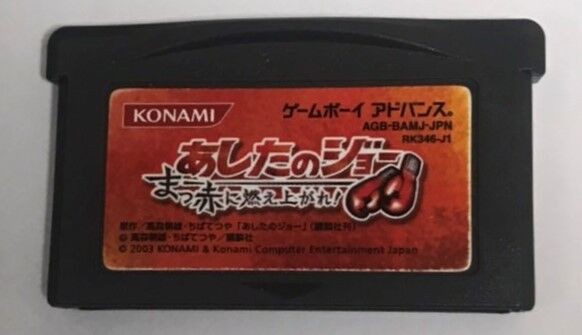 KONAMI
ゲームボーイ アドバンス®
AGB-BAMJ-JPN
RK346-J1
あしたのジョー
まっ赤に燃え上がれ!
原作/高森朝雄・ちばてつや「あしたのジョー」(講談社刊)
© 高森朝雄・ちばてつや/講談社
© 2003 KONAMI & Konami Computer Entertainment Japan